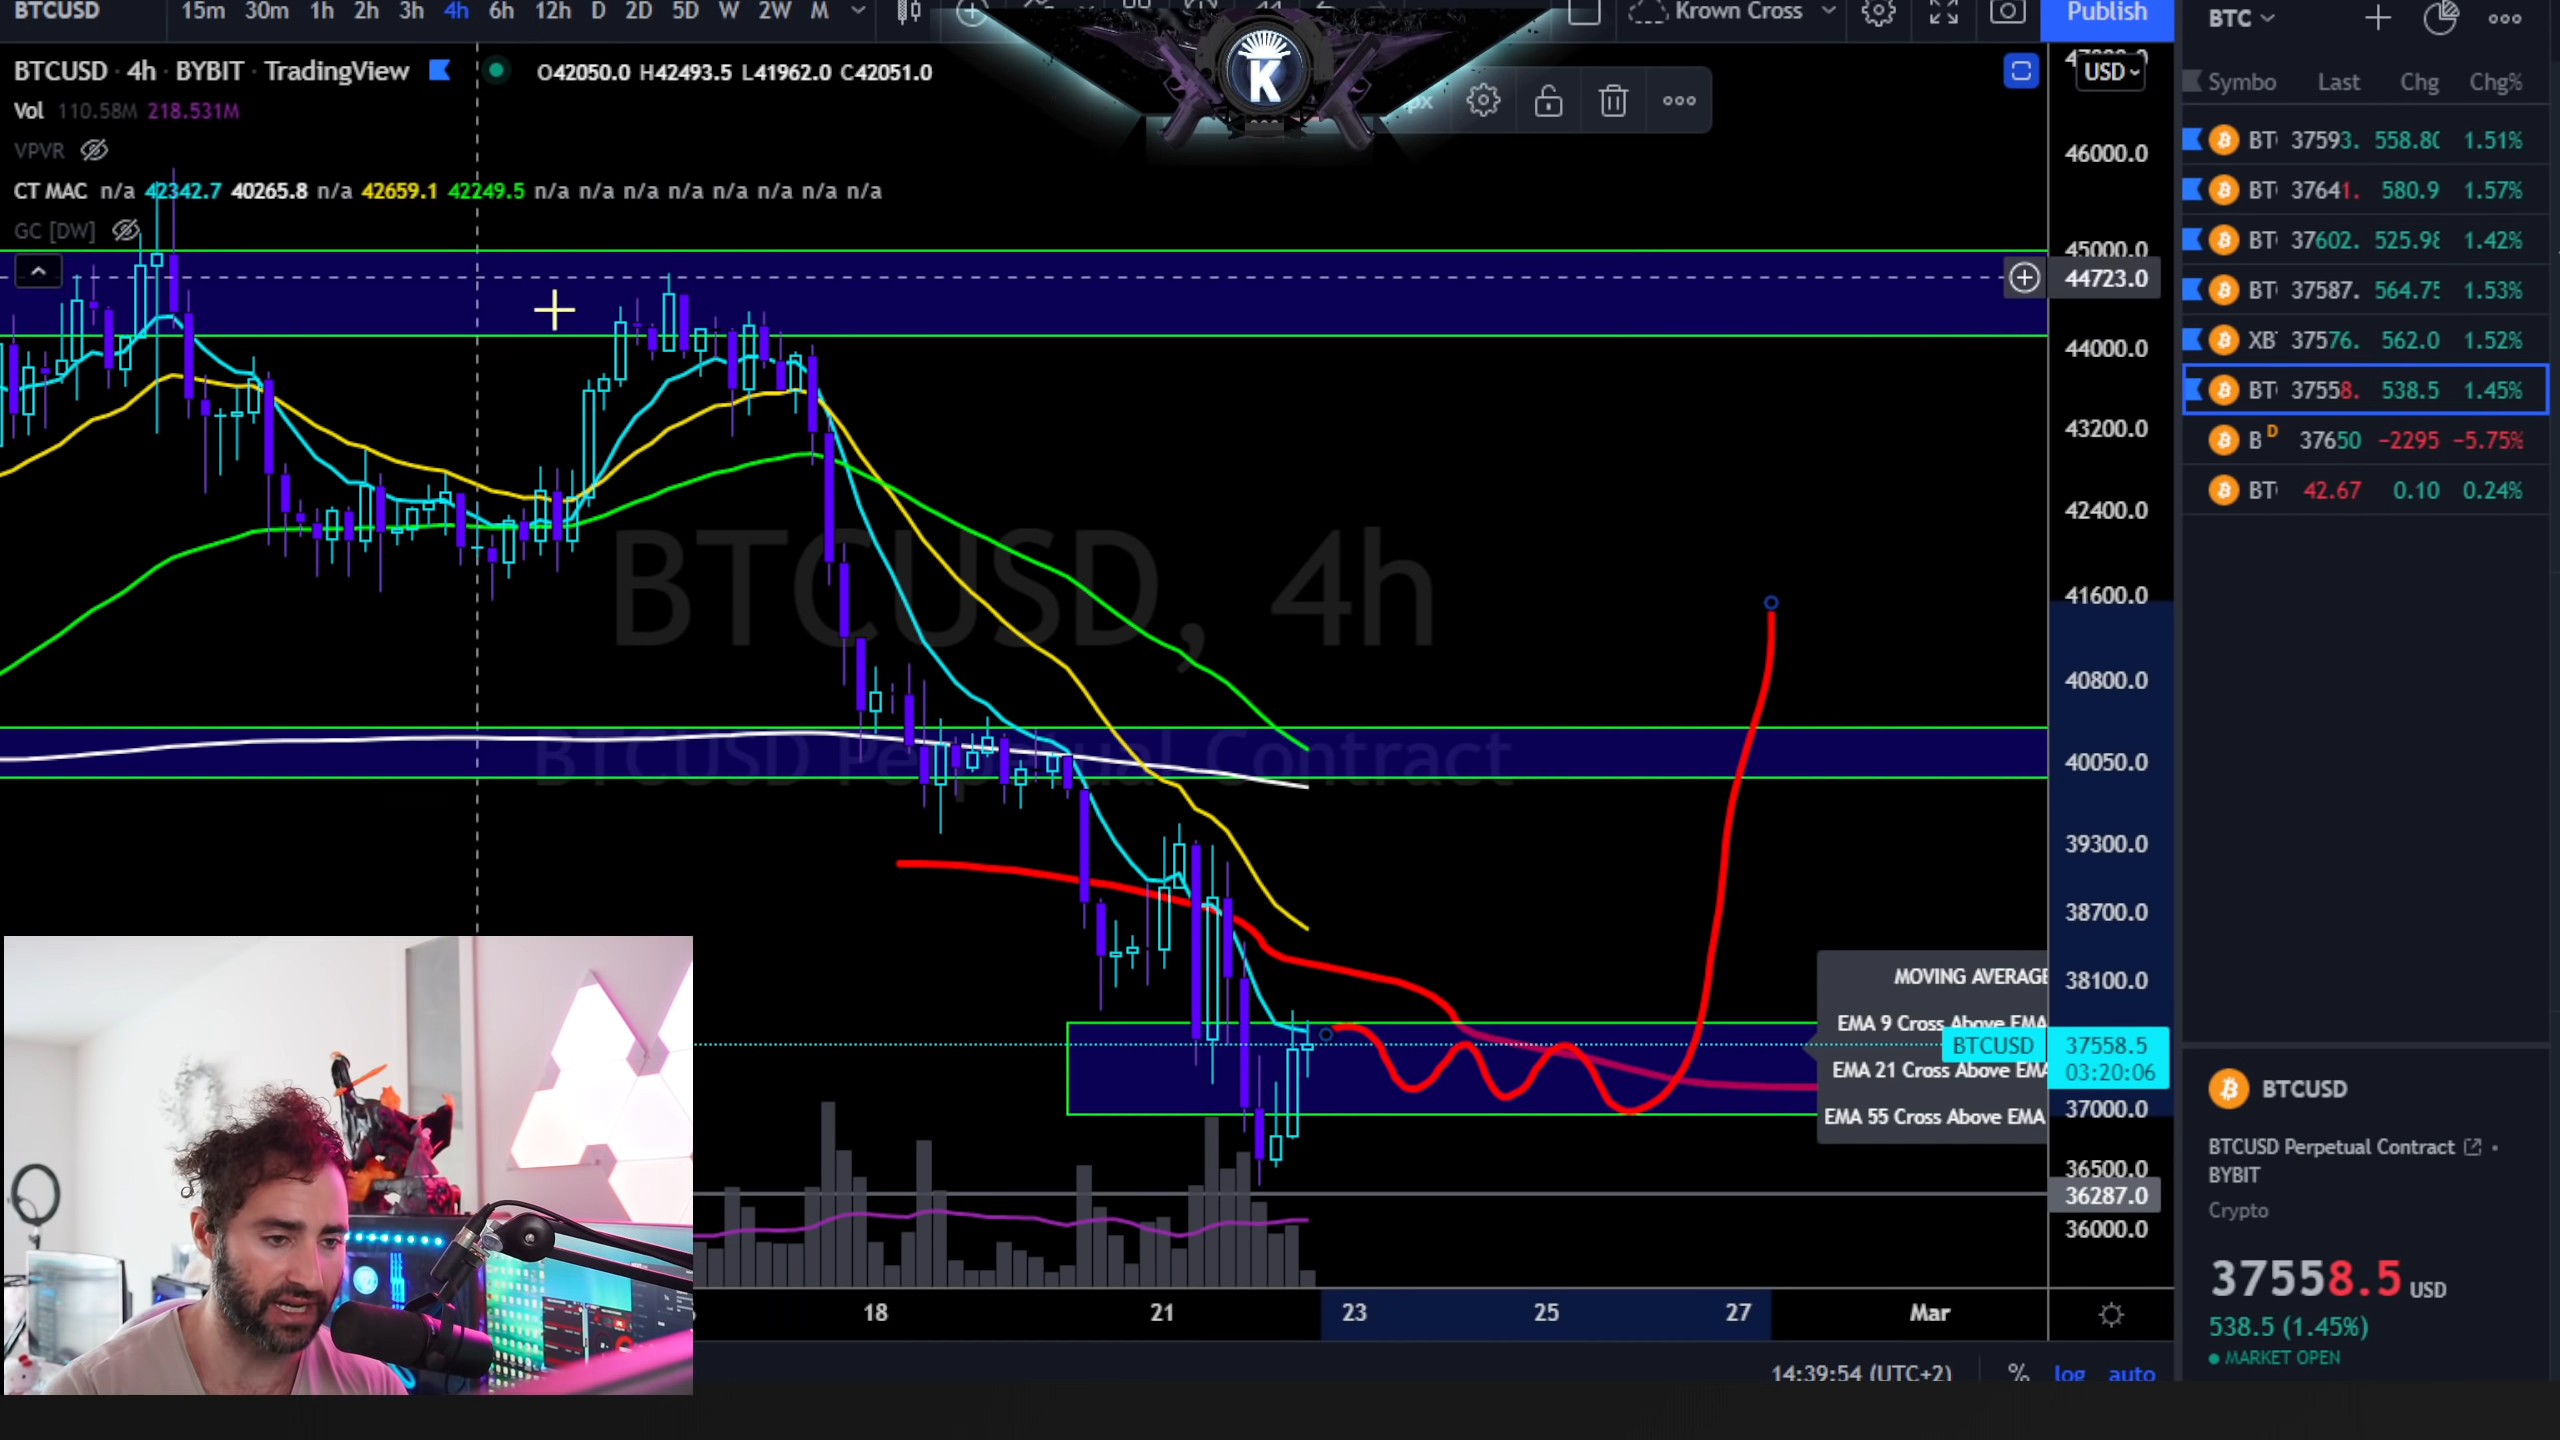 BTCUSD 15m 30m 1h 2h 3h 4h 6h 12h D 2D 5D W 2W M Krown Cross Publish BTC
BTCUSD · 4h · BYBIT · TradingView O42050.0 H42493.5 L41962.0 C42051.0 USD
Vol 110.58M 218.531M
VPVR
CT MAC n/a 42342.7 40265.8 n/a 42659.1 42249.5 n/a n/a n/a n/a n/a n/a n/a n/a
GC [DW]
K
px
BTCUSD, 4h
BTCUSD Perpetual Contract
46000.0
45000.0
44723.0
44000.0
43200.0
42400.0
41600.0
40800.0
40050.0
39300.0
38700.0
38100.0
BTCUSD 37558.5
03:20:06
37000.0
36500.0
36287.0
36000.0
MOVING AVERAGE
EMA 9 Cross Above EMA
EMA 21 Cross Above EMA
EMA 55 Cross Above EMA
18 21 23 25 27 Mar
14:39:54 (UTC+2) % log auto
Symbo Last Chg Chg%
BT 37593. 558.80 1.51%
BT 37641. 580.9 1.57%
BT 37602. 525.98 1.42%
BT 37587. 564.75 1.53%
XB 37576. 562.0 1.52%
BT 37558. 538.5 1.45%
B D 37650 −2295 −5.75%
BT 42.67 0.10 0.24%
BTCUSD
BTCUSD Perpetual Contract ·
BYBIT
Crypto
37558.5 USD
538.5 (1.45%)
MARKET OPEN